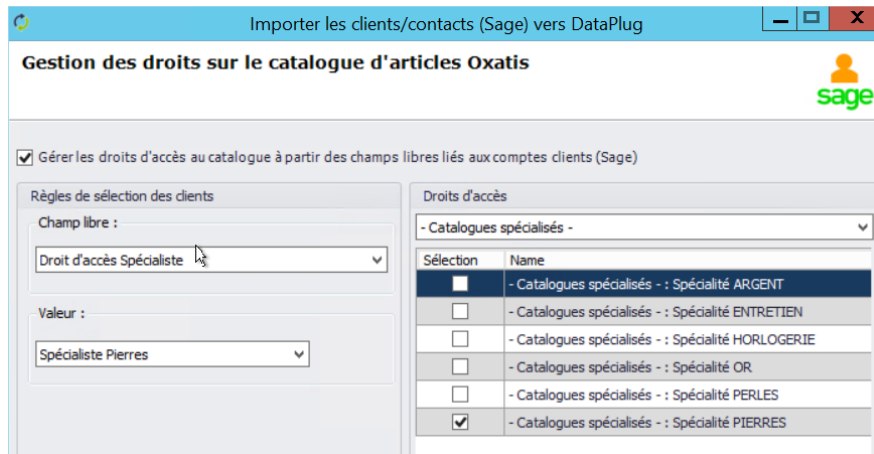 Importer les clients/contacts (Sage) vers DataPlug
Gestion des droits sur le catalogue d'articles Oxatis
sage
Gérer les droits d'accès au catalogue à partir des champs libres liés aux comptes clients (Sage)
Règles de sélection des clients
Champ libre :
Droit d'accès Spécialiste
Valeur :
Spécialiste Pierres
Droits d'accès
- Catalogues spécialisés -
Sélection Name
- Catalogues spécialisés - : Spécialité ARGENT
- Catalogues spécialisés - : Spécialité ENTRETIEN
- Catalogues spécialisés - : Spécialité HORLOGERIE
- Catalogues spécialisés - : Spécialité OR
- Catalogues spécialisés - : Spécialité PERLES
- Catalogues spécialisés - : Spécialité PIERRES